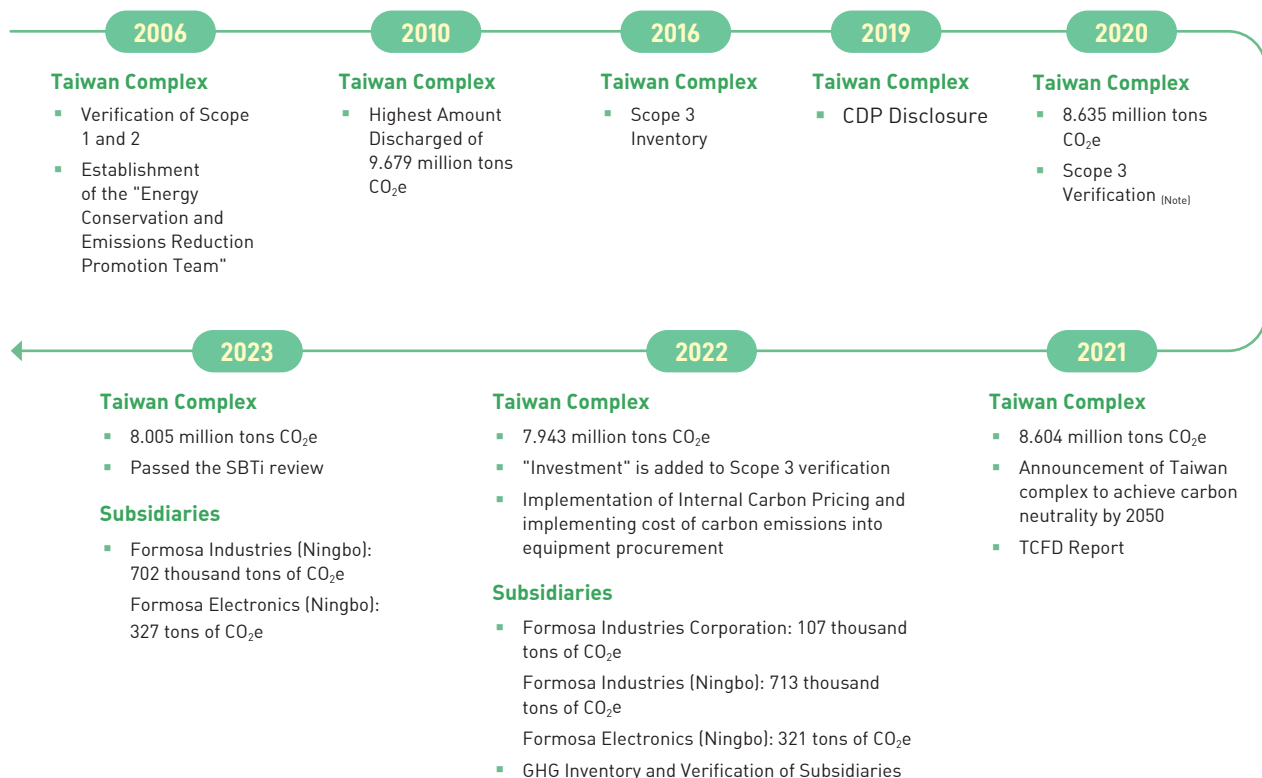 2006
Taiwan Complex
▪ Verification of Scope
1 and 2
▪ Establishment
of the "Energy
Conservation and
Emissions Reduction
Promotion Team"
2010
Taiwan Complex
▪ Highest Amount
Discharged of
9.679 million tons
CO₂e
2016
Taiwan Complex
▪ Scope 3
Inventory
2019
Taiwan Complex
▪ CDP Disclosure
2020
Taiwan Complex
▪ 8.635 million tons
CO₂e
▪ Scope 3
Verification (Note)
2021
Taiwan Complex
▪ 8.604 million tons CO₂e
▪ Announcement of Taiwan
complex to achieve carbon
neutrality by 2050
▪ TCFD Report
2022
Taiwan Complex
▪ 7.943 million tons CO₂e
▪ "Investment" is added to Scope 3 verification
▪ Implementation of Internal Carbon Pricing and
implementing cost of carbon emissions into
equipment procurement
Subsidiaries
▪ Formosa Industries Corporation: 107 thousand
tons of CO₂e
Formosa Industries (Ningbo): 713 thousand
tons of CO₂e
Formosa Electronics (Ningbo): 321 tons of CO₂e
▪ GHG Inventory and Verification of Subsidiaries
2023
Taiwan Complex
▪ 8.005 million tons CO₂e
▪ Passed the SBTi review
Subsidiaries
▪ Formosa Industries (Ningbo):
702 thousand tons of CO₂e
Formosa Electronics (Ningbo):
327 tons of CO₂e